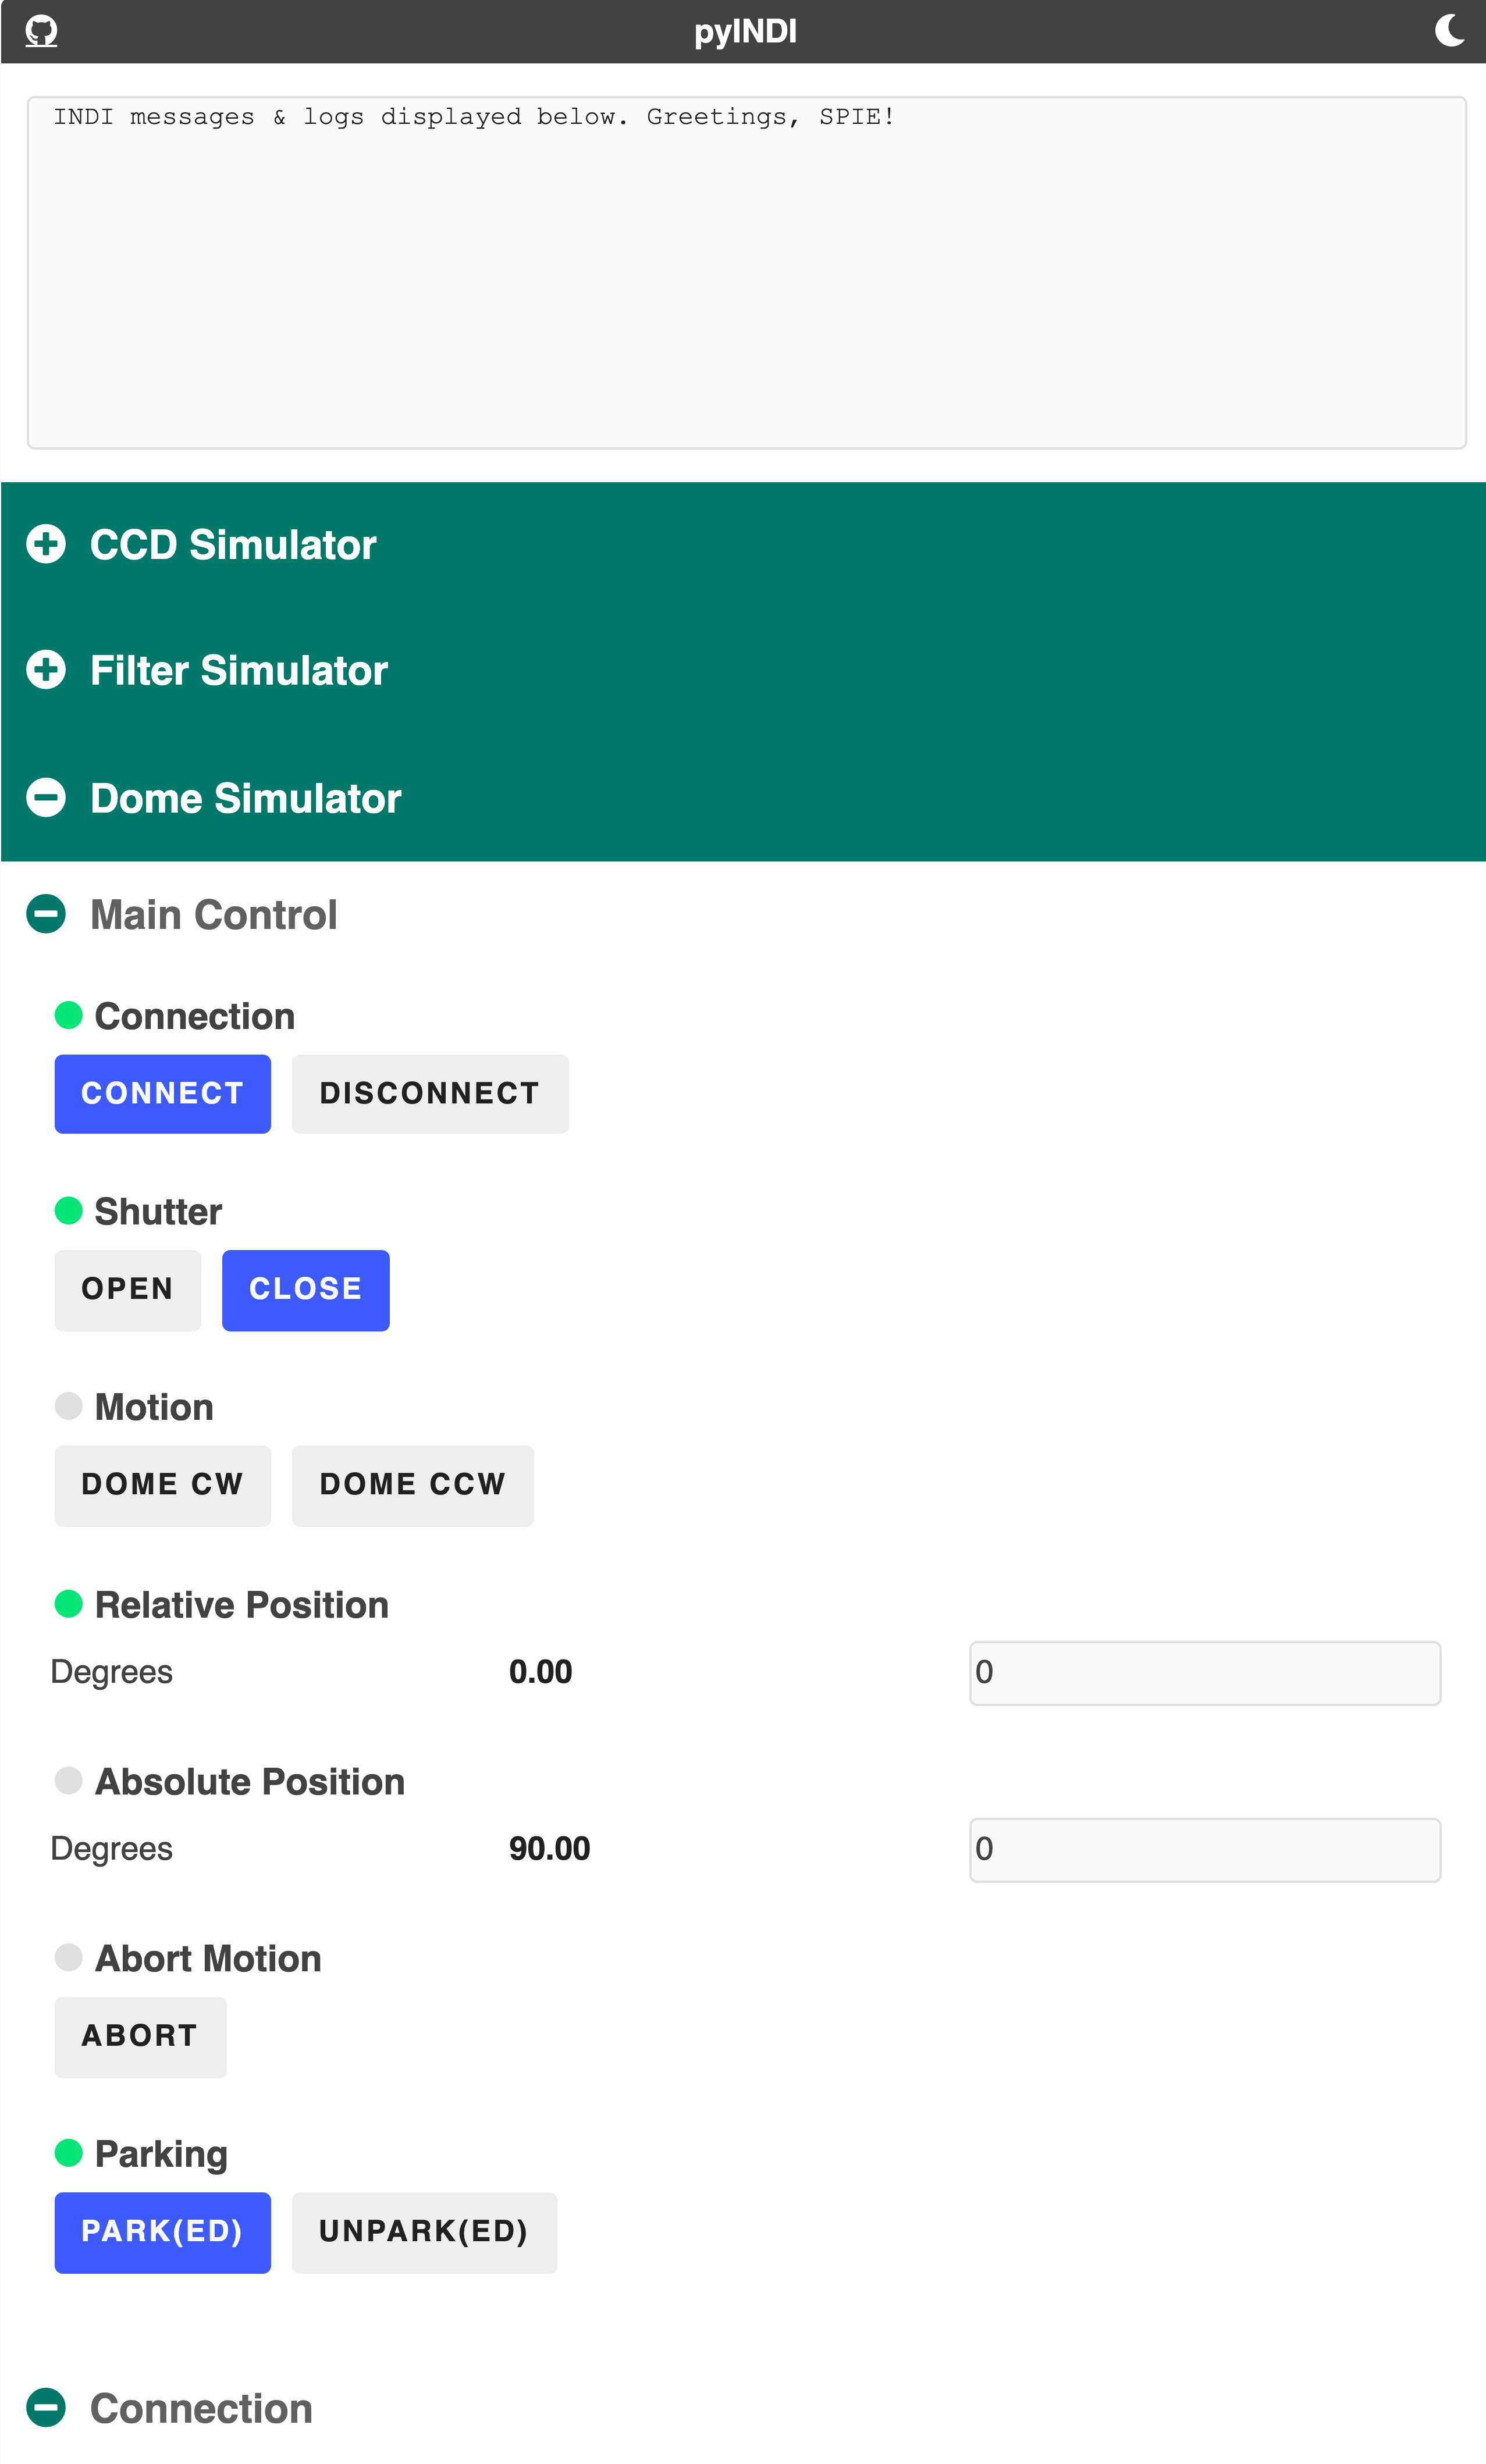 pyINDI
INDI messages & logs displayed below. Greetings, SPIE!
CCD Simulator
Filter Simulator
Dome Simulator
Main Control
Connection
CONNECT DISCONNECT
Shutter
OPEN CLOSE
Motion
DOME CW DOME CCW
Relative Position
Degrees 0.00 0
Absolute Position
Degrees 90.00 0
Abort Motion
ABORT
Parking
PARK(ED) UNPARK(ED)
Connection